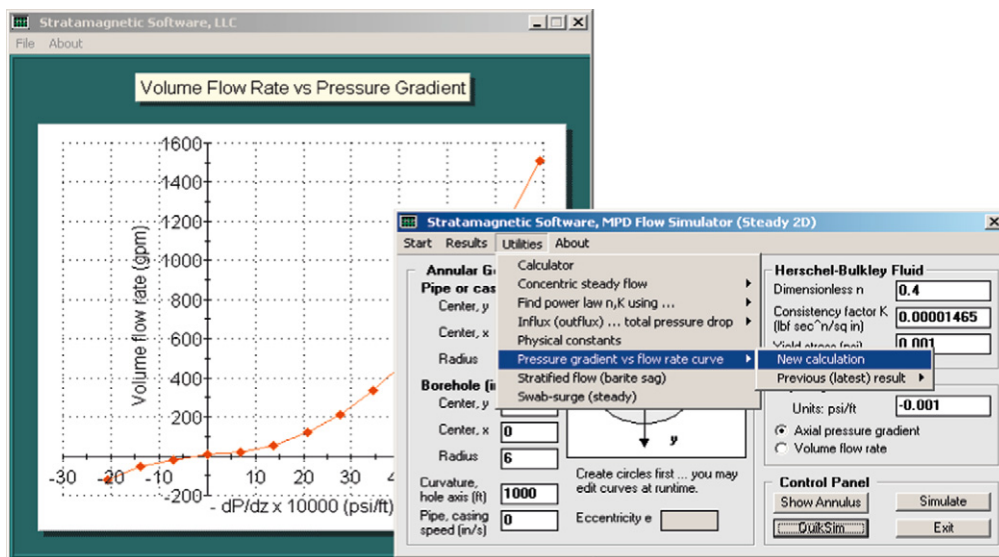 Stratamagnetic Software, LLC
File About
Volume Flow Rate vs Pressure Gradient
1600
1400
1200
1000
800
600
400
200
-200
Volume flow rate (gpm)
-30 -20 -10 0 10 20 30
- dP/dz x 10000 (psi/ft)
Stratamagnetic Software, MPD Flow Simulator (Steady 2D)
Start Results Utilities About
Calculator
Concentric steady flow
Find power law n,K using ...
Influx (outflux) ... total pressure drop
Physical constants
Pressure gradient vs flow rate curve
Stratified flow (barite sag)
Swab-surge (steady)
New calculation
Previous (latest) result
Annular G
Pipe or cas
Center, y
Center, x
Radius
Borehole (i
Center, y
Center, x 0
Radius 6
Curvature, hole axis (ft) 1000
Pipe, casing speed (in/s) 0
y
Create circles first ... you may
edit curves at runtime.
Eccentricity e
Herschel-Bulkley Fluid
Dimensionless n 0.4
Consistency factor K (lbf sec^n/sq in) 0.00001465
Yield stress (psi) 0.001
Units: psi/ft -0.001
Axial pressure gradient
Volume flow rate
Control Panel
Show Annulus Simulate
QuikSim Exit